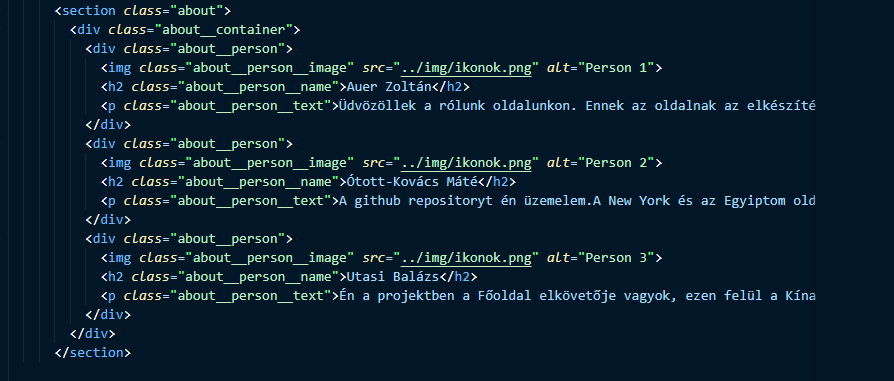 <section class="about">
<div class="about__container">
<div class="about__person">
<img class="about__person__image" src="../img/ikonok.png" alt="Person 1">
<h2 class="about__person__name">Auer Zoltán</h2>
<p class="about__person__text">Üdvözöllek a rólunk oldalunkon. Ennek az oldalnak az elkészíté
</div>
<div class="about__person">
<img class="about__person__image" src="../img/ikonok.png" alt="Person 2">
<h2 class="about__person__name">Ótott-Kovács Máté</h2>
<p class="about__person__text">A github repositoryt én üzemelem.A New York és az Egyiptom old
</div>
<div class="about__person">
<img class="about__person__image" src="../img/ikonok.png" alt="Person 3">
<h2 class="about__person__name">Utasi Balázs</h2>
<p class="about__person__text">Én a projektben a Főoldal elkövetője vagyok, ezen felül a Kína
</div>
</div>
</section>